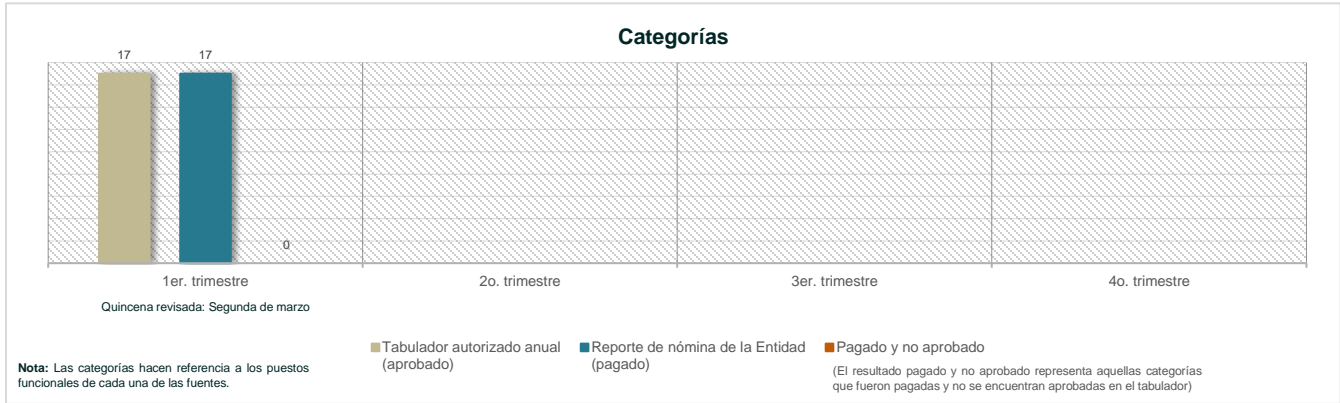 Categorías
17
17
0
1er. trimestre
2o. trimestre
3er. trimestre
4o. trimestre
Quincena revisada: Segunda de marzo
Tabulador autorizado anual
(aprobado)
Reporte de nómina de la Entidad
(pagado)
Pagado y no aprobado
(El resultado pagado y no aprobado representa aquellas categorías
que fueron pagadas y no se encuentran aprobadas en el tabulador)
Nota: Las categorías hacen referencia a los puestos
funcionales de cada una de las fuentes.